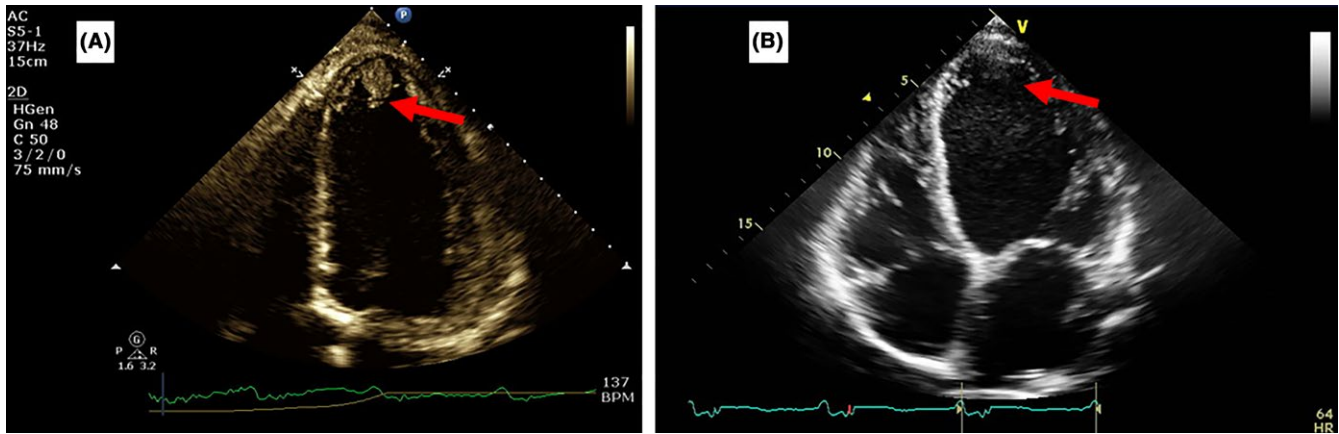 AC
S5-1
37Hz
15cm
2D
HGen
Gn 48
C 50
3/2/0
75 mm/s
(A)
P
x
x
G
P R
1.6 3.2
137
BPM
(B)
V
5
10
15
64
HR